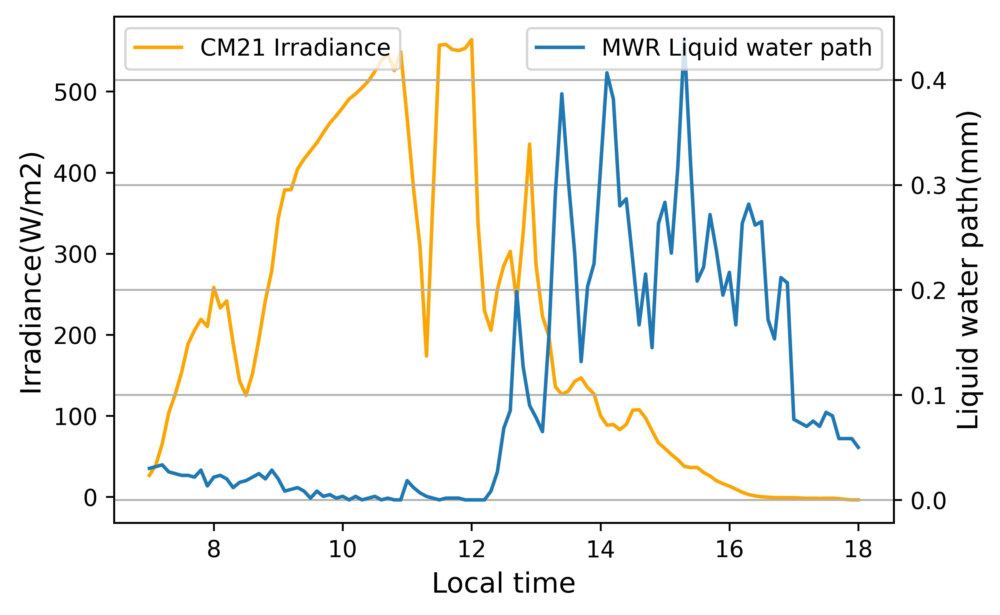 CM21 Irradiance
MWR Liquid water path
Irradiance(W/m2)
500
400
300
200
100
0
Liquid water path(mm)
0.4
0.3
0.2
0.1
0.0
8 10 12 14 16 18
Local time